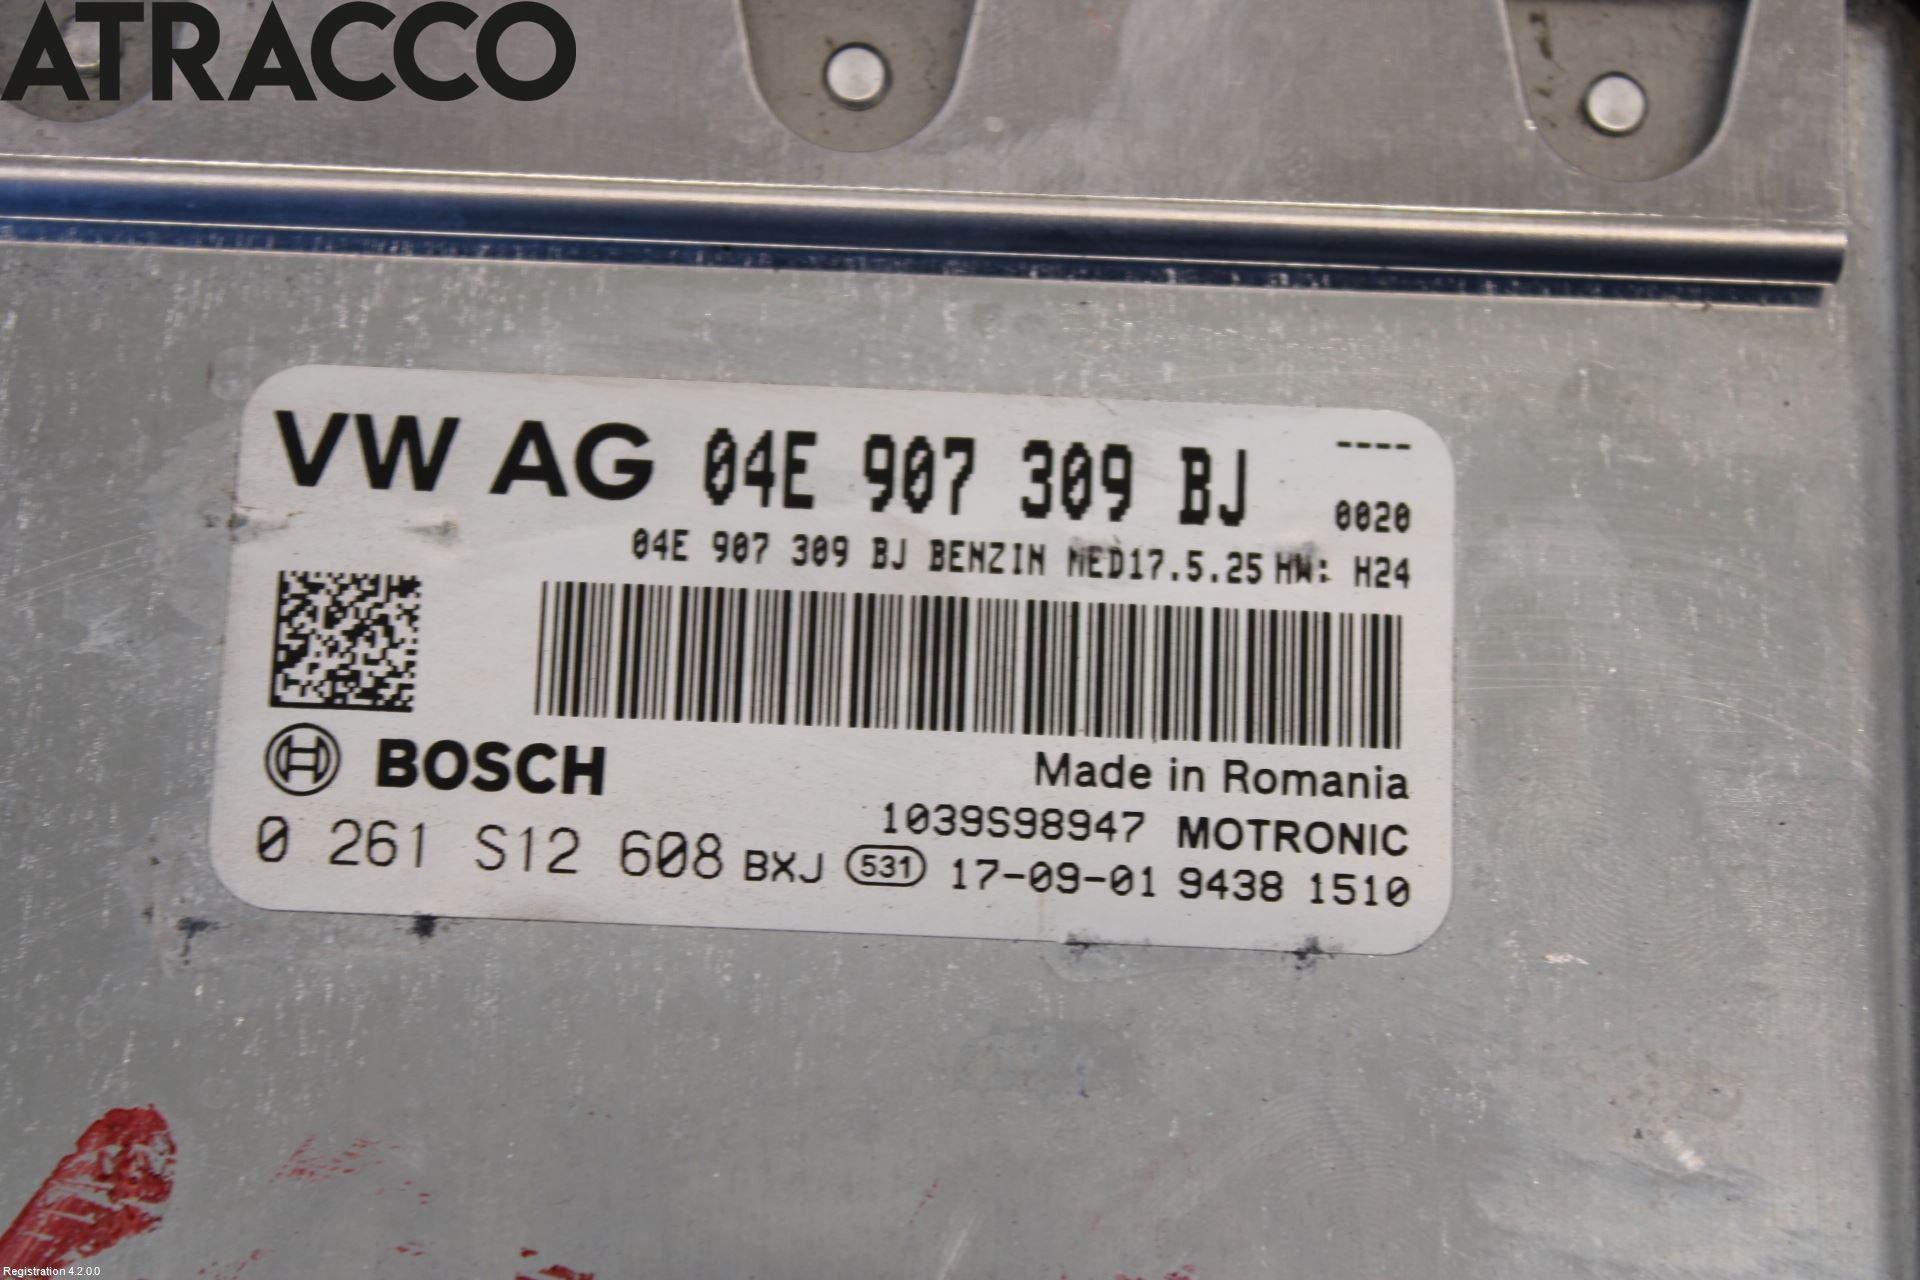 ATRACCO
VW AG 04E 907 309 BJ ----
0020
04E 907 309 BJ BENZIN MED17.5.25 HW: H24
BOSCH
Made in Romania
1039S98947 MOTRONIC
0 261 S12 608 BXJ 531 17-09-01 9438 1510
Registration 4.2.0.0